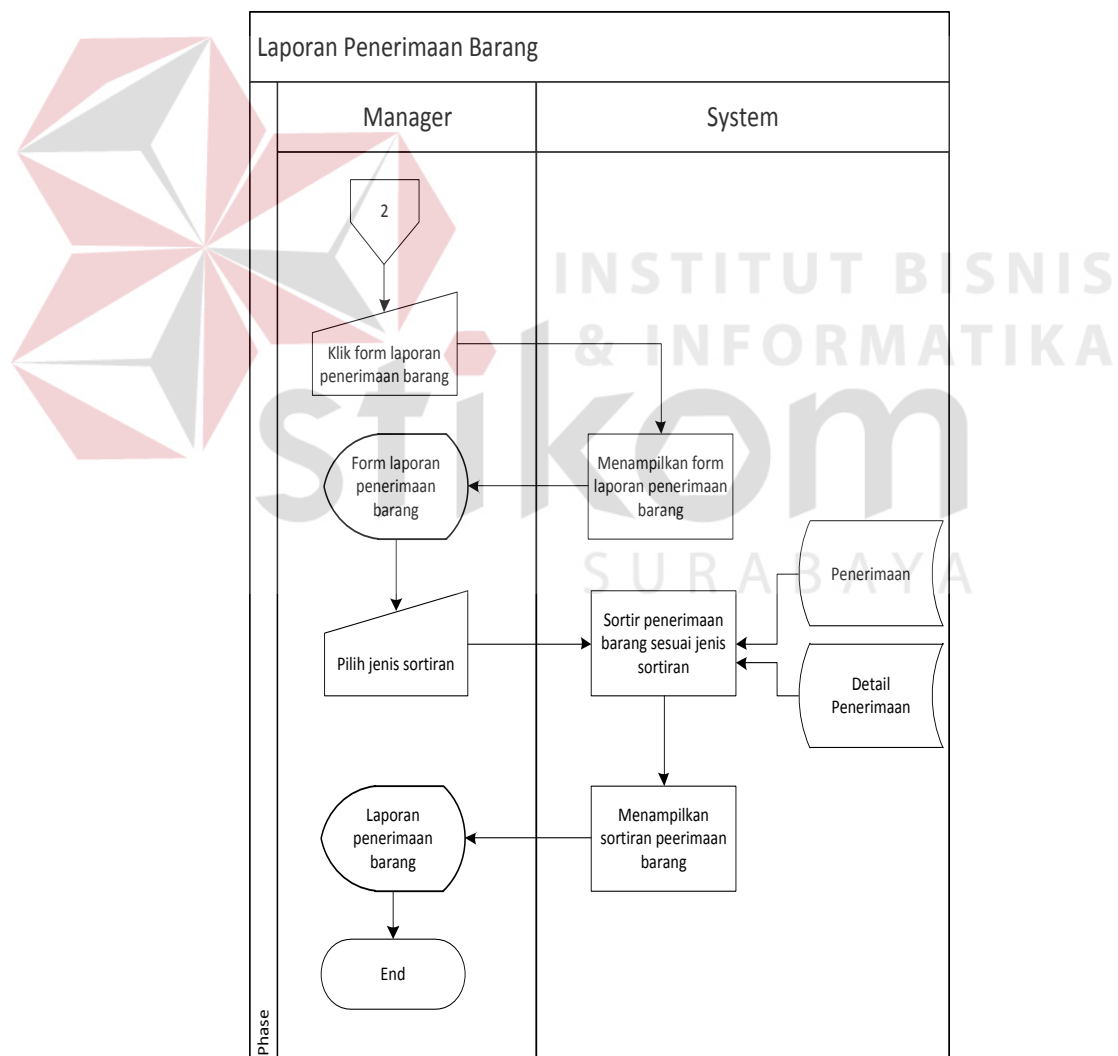 Laporan Penerimaan Barang
Manager
System
2
INSTITUT BISNIS
& INFORMATIKA
stikom
SURABAYA
Klik form laporan
penerimaan barang
Form laporan
penerimaan
barang
Menampilkan form
laporan penerimaan
barang
Penerimaan
Pilih jenis sortiran
Sortir penerimaan
barang sesuai jenis
sortiran
Detail
Penerimaan
Laporan
penerimaan
barang
Menampilkan
sortiran peerimaan
barang
End
Phase